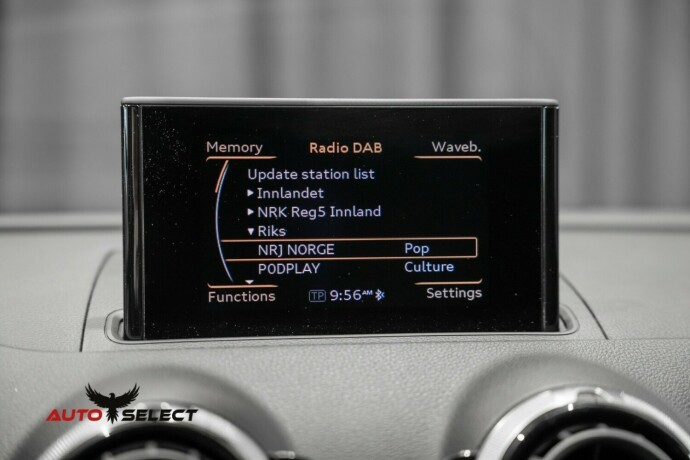 Memory Radio DAB Waveb.
Update station list
Innlandet
NRK Reg5 Innland
Riks
NRJ NORGE Pop
P0DPLAY Culture
Functions TP 9:56AM Settings
AUTO SELECT